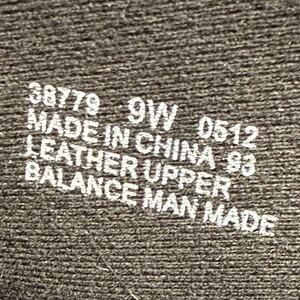 38779 9W 0512
MADE IN CHINA 93
LEATHER UPPER
BALANCE MAN MADE